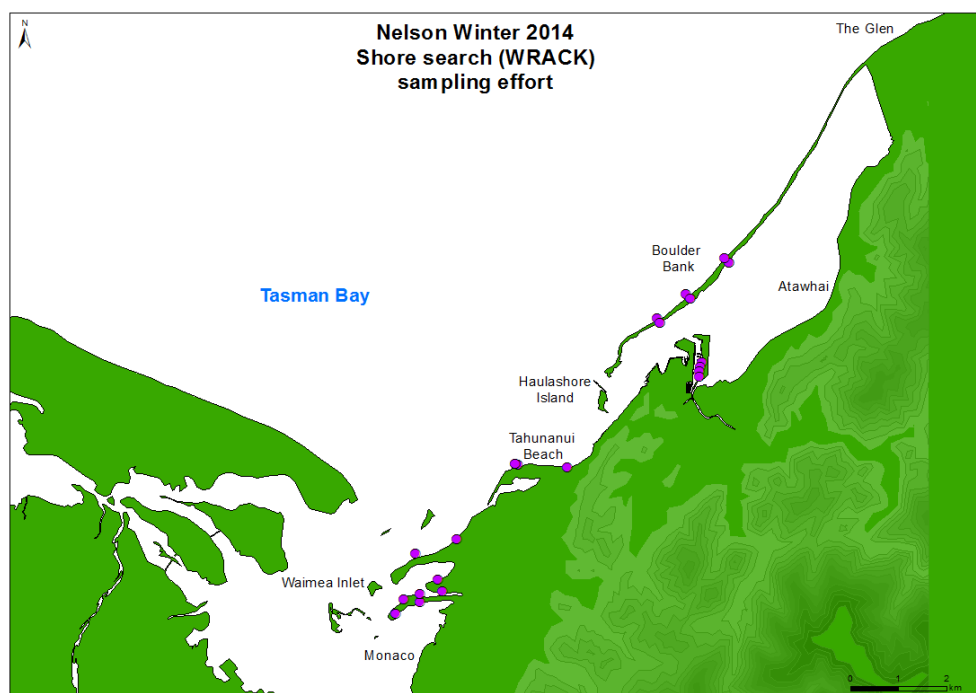 Nelson Winter 2014
Shore search (WRACK)
sampling effort
N
The Glen
Boulder
Bank
Atawhai
Tasman Bay
Haulashore
Island
Tahunanui
Beach
Waimea Inlet
Monaco
0 1 2
km